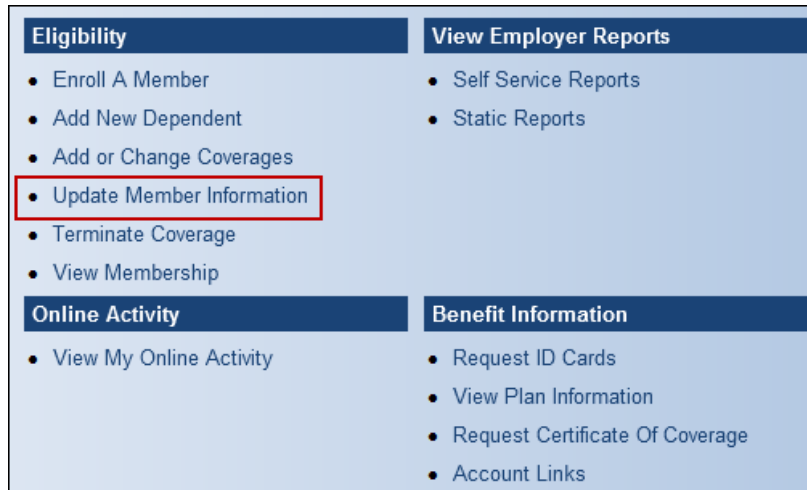 Eligibility
Enroll A Member
Add New Dependent
Add or Change Coverages
Update Member Information
Terminate Coverage
View Membership
View Employer Reports
Self Service Reports
Static Reports
Online Activity
View My Online Activity
Benefit Information
Request ID Cards
View Plan Information
Request Certificate Of Coverage
Account Links